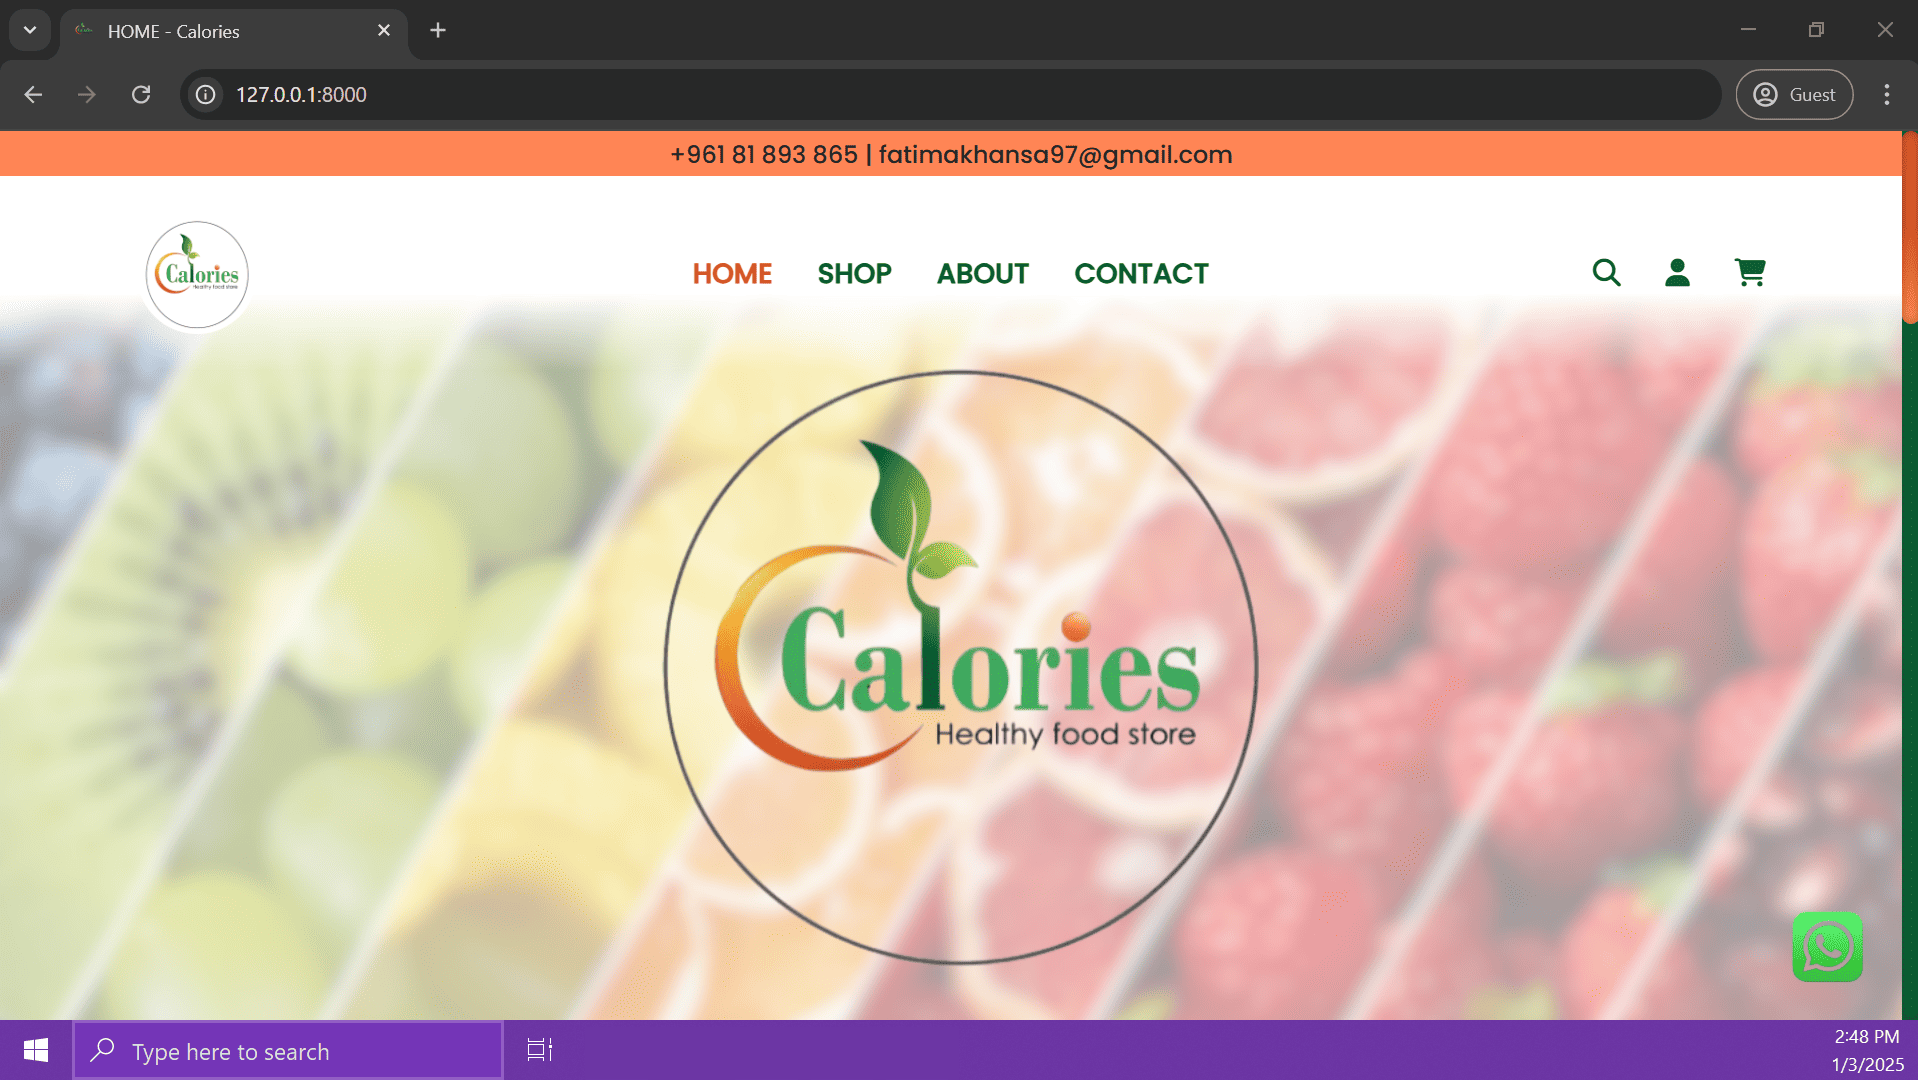 HOME - Calories
127.0.0.1:8000
Guest
+961 81 893 865 | fatimakhansa97@gmail.com
Calories
Healthy food store
HOME SHOP ABOUT CONTACT
Calories
Healthy food store
Type here to search
2:48 PM
1/3/2025